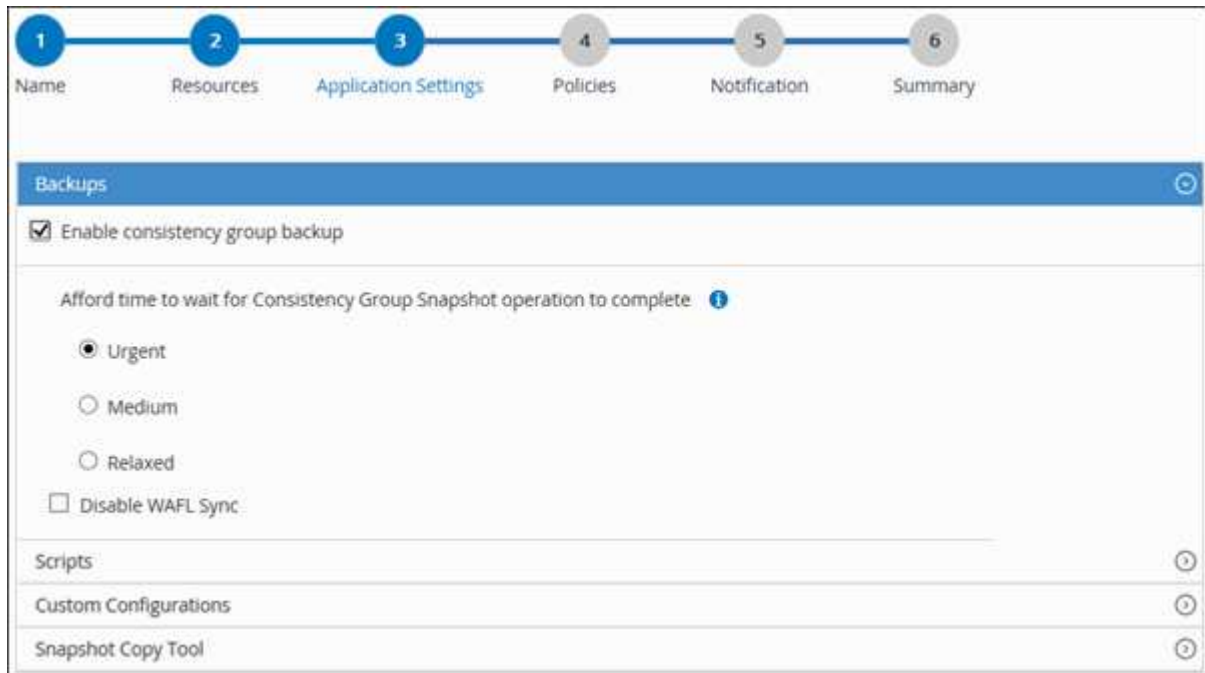 1 2 3 4 5 6
Name Resources Application Settings Policies Notification Summary
Backups
Enable consistency group backup
Afford time to wait for Consistency Group Snapshot operation to complete
Urgent
Medium
Relaxed
Disable WAFL Sync
Scripts
Custom Configurations
Snapshot Copy Tool